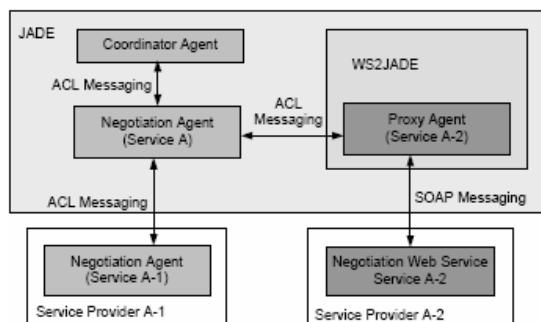 JADE
Coordinator Agent
WS2JADE
ACL Messaging
Negotiation Agent
(Service A)
ACL
Messaging
Proxy Agent
(Service A-2)
ACL Messaging
SOAP Messaging
Negotiation Agent
(Service A-1)
Service Provider A-1
Negotiation Web Service
Service A-2
Service Provider A-2